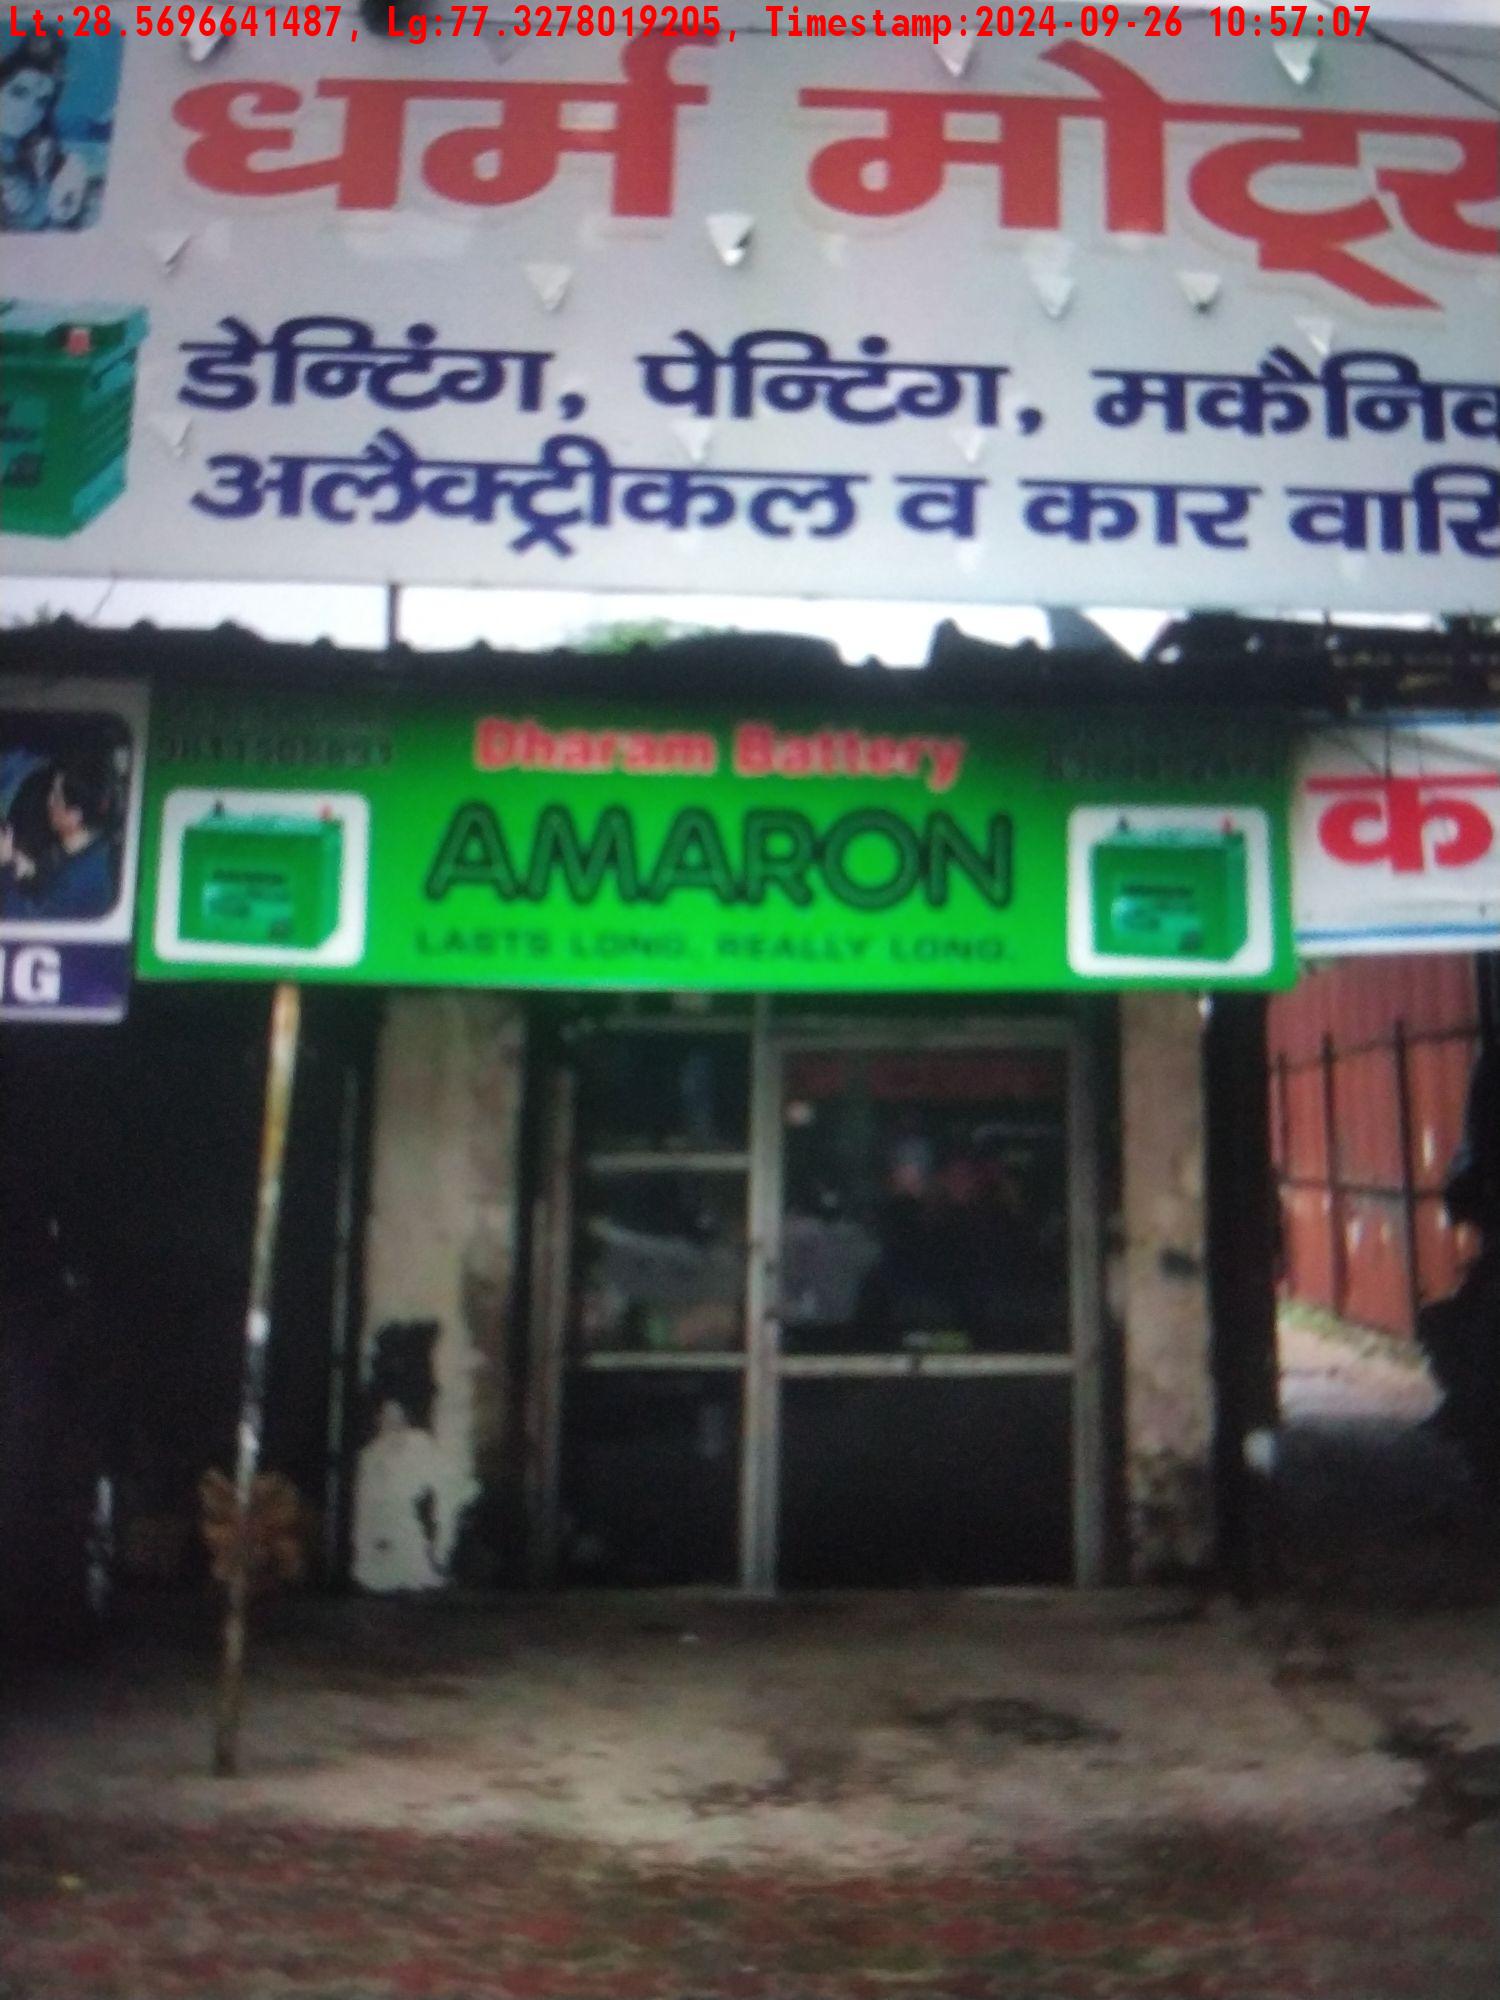 Lt:28.5696641487, Lg:77.3278019205, Timestamp:2024-09-26 10:57:07
धर्म मोटर
डेन्टिंग, पेन्टिंग,
अलैक्ट्रीकल व कार
Dharam Battery
AMARON
LASTS LONG, REALLY LONG.